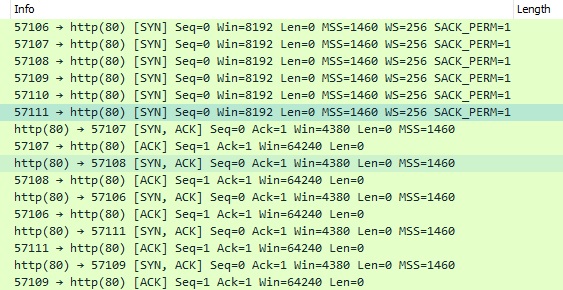 Info Length
57106 → http(80) [SYN] Seq=0 Win=8192 Len=0 MSS=1460 WS=256 SACK_PERM=1
57107 → http(80) [SYN] Seq=0 Win=8192 Len=0 MSS=1460 WS=256 SACK_PERM=1
57108 → http(80) [SYN] Seq=0 Win=8192 Len=0 MSS=1460 WS=256 SACK_PERM=1
57109 → http(80) [SYN] Seq=0 Win=8192 Len=0 MSS=1460 WS=256 SACK_PERM=1
57110 → http(80) [SYN] Seq=0 Win=8192 Len=0 MSS=1460 WS=256 SACK_PERM=1
57111 → http(80) [SYN] Seq=0 Win=8192 Len=0 MSS=1460 WS=256 SACK_PERM=1
http(80) → 57107 [SYN, ACK] Seq=0 Ack=1 Win=4380 Len=0 MSS=1460
57107 → http(80) [ACK] Seq=1 Ack=1 Win=64240 Len=0
http(80) → 57108 [SYN, ACK] Seq=0 Ack=1 Win=4380 Len=0 MSS=1460
57108 → http(80) [ACK] Seq=1 Ack=1 Win=64240 Len=0
http(80) → 57106 [SYN, ACK] Seq=0 Ack=1 Win=4380 Len=0 MSS=1460
57106 → http(80) [ACK] Seq=1 Ack=1 Win=64240 Len=0
http(80) → 57111 [SYN, ACK] Seq=0 Ack=1 Win=4380 Len=0 MSS=1460
57111 → http(80) [ACK] Seq=1 Ack=1 Win=64240 Len=0
http(80) → 57109 [SYN, ACK] Seq=0 Ack=1 Win=4380 Len=0 MSS=1460
57109 → http(80) [ACK] Seq=1 Ack=1 Win=64240 Len=0